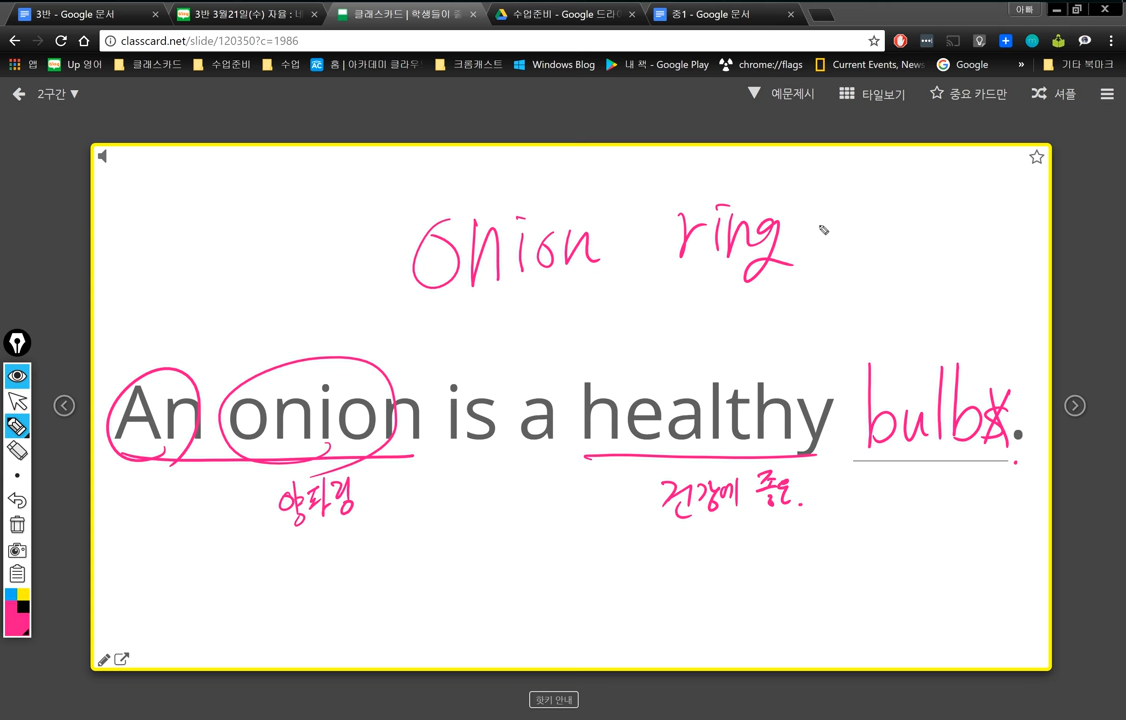 3반 - Google 문서
3반 3월21일(수) 자율 : 네
클래스카드 | 학생들이 좋
수업준비 - Google 드라이
중1 - Google 문서
아빠
classcard.net/slide/120350?c=1986
앱 Up 영어 클래스카드 수업준비 수업 홈 | 아카데미 클라우 크롬캐스트 Windows Blog 내 책 - Google Play chrome://flags Current Events, News Google » 기타 북마크
2구간 ▼ 예문제시 타일보기 중요 카드만 셔플
onion ring
An onion is a healthy bulb.
양파링 건강에 좋은.
핫키 안내